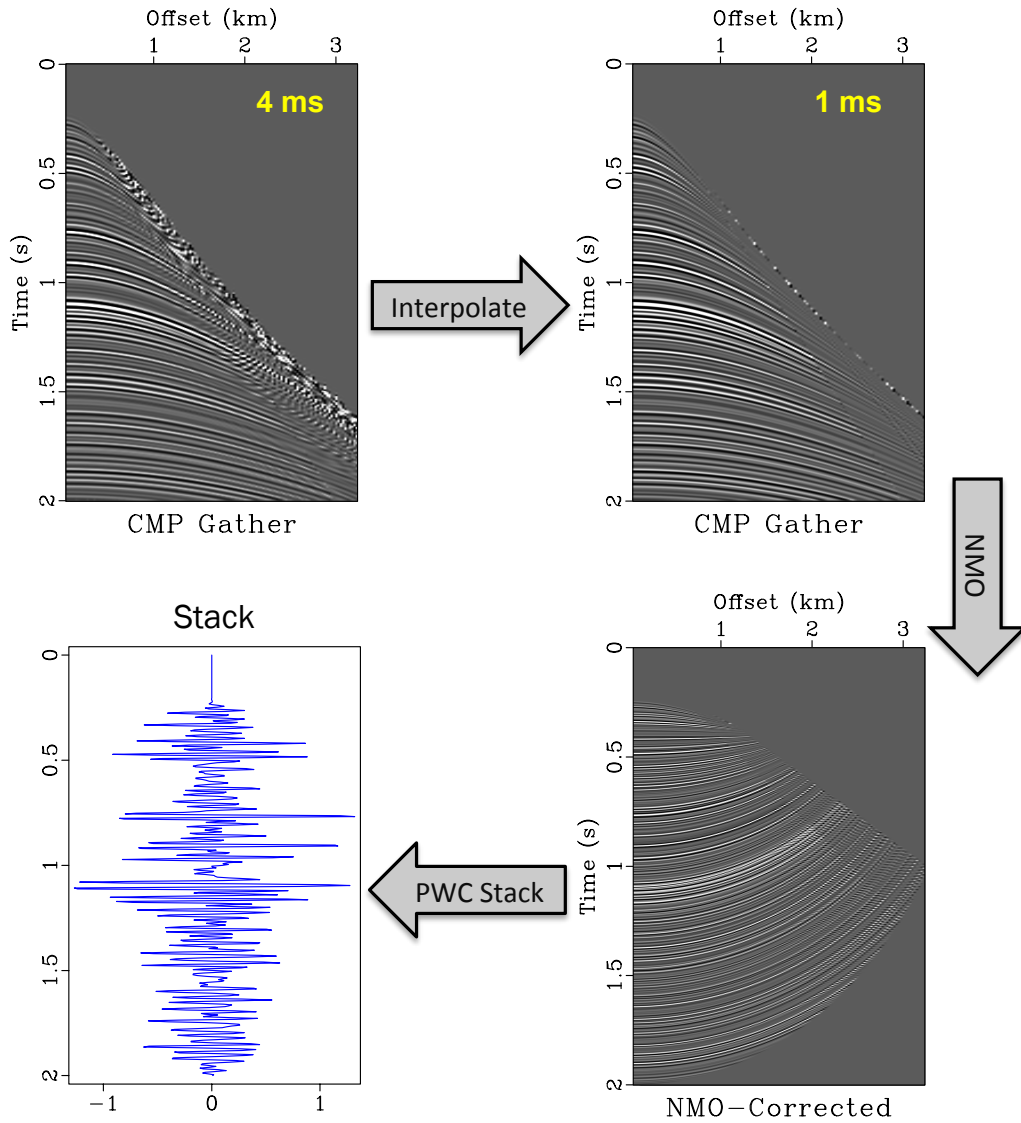 Offset (km)
1 2 3
0
4 ms
0.5
1
1.5
2
Time (s)
CMP Gather
Interpolate
Offset (km)
1 2 3
0
1 ms
0.5
1
1.5
2
Time (s)
CMP Gather
NMO
Offset (km)
1 2 3
0
0.5
1
1.5
2
Time (s)
NMO-Corrected
PWC Stack
Stack
0
0.5
1
1.5
2
-1 0 1